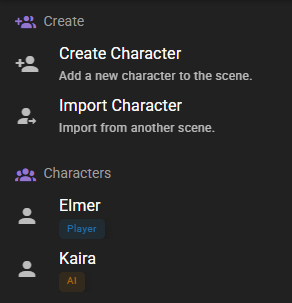 Create
Create Character
Add a new character to the scene.
Import Character
Import from another scene.
Characters
Elmer
Player
Kaira
AI